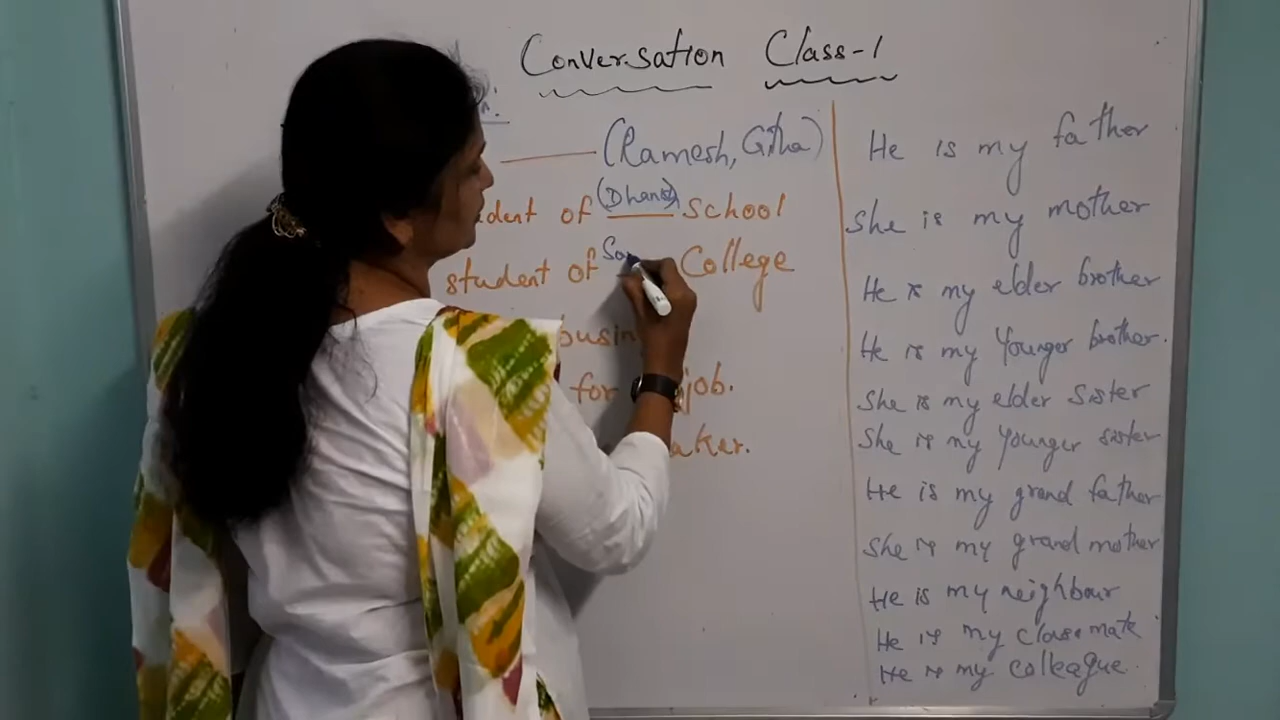 Conversation Class-1
(Ramesh, Githa)
student of (Dhanush) School
student of College
busin
for job.
aker.
He is my father
She is my mother
He is my elder brother
He is my younger brother.
She is my elder sister
She is my younger sister
He is my grand father
She is my grand mother
He is my neighbour
He is my classmate
He is my colleague.